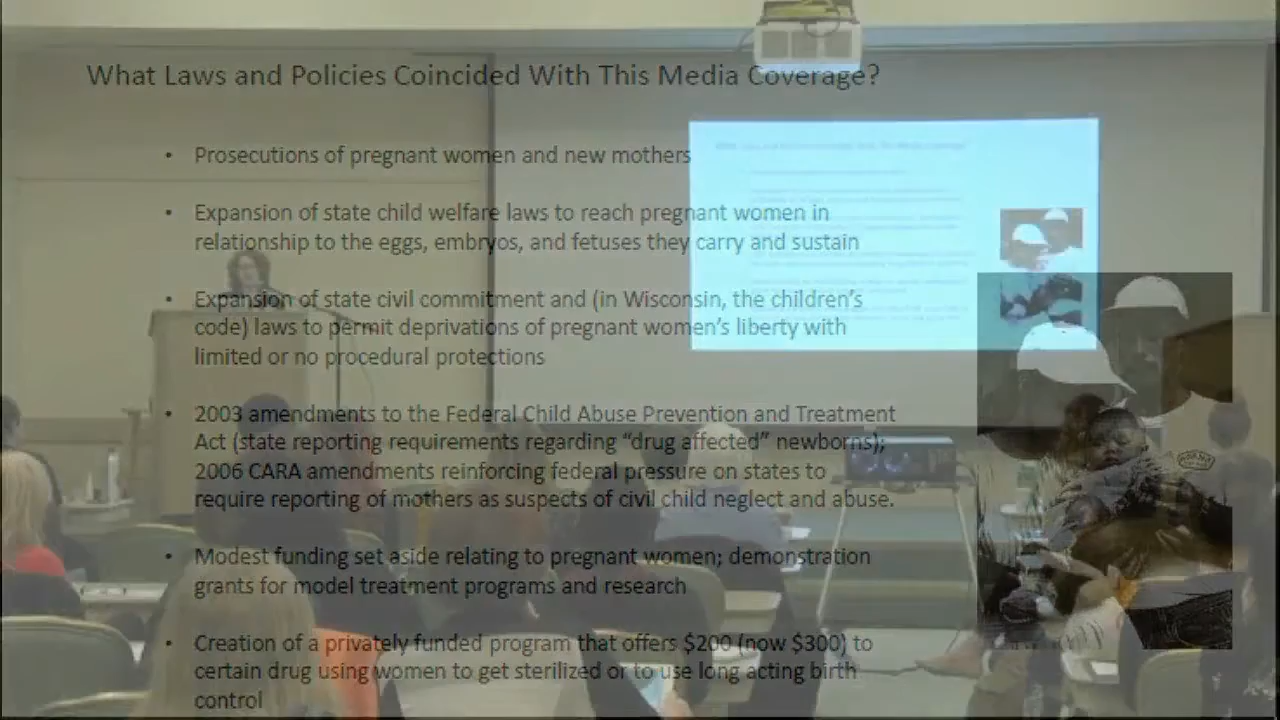 What Laws and Policies Coincided With This Media Coverage?
• Prosecutions of pregnant women and new mothers
• Expansion of state child welfare laws to reach pregnant women in
relationship to the eggs, embryos, and fetuses they carry and sustain
• Expansion of state civil commitment and (in Wisconsin, the children's
code) laws to permit deprivations of pregnant women's liberty with
limited or no procedural protections
• 2003 amendments to the Federal Child Abuse Prevention and Treatment
Act (state reporting requirements regarding "drug affected" newborns);
2006 CARA amendments reinforcing federal pressure on states to
require reporting of mothers as suspects of civil child neglect and abuse.
• Modest funding set aside relating to pregnant women; demonstration
grants for model treatment programs and research
• Creation of a privately funded program that offers $200 (now $300) to
certain drug using women to get sterilized or to use long acting birth
control